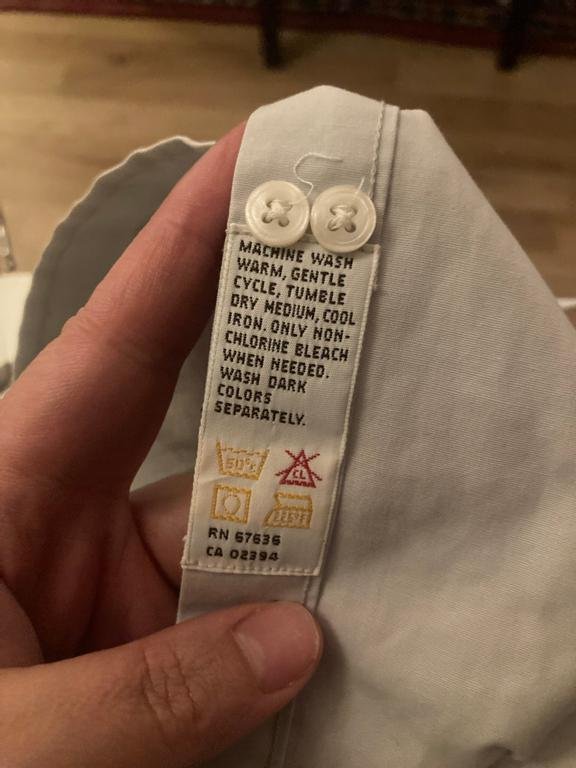 MACHINE WASH
WARM, GENTLE
CYCLE, TUMBLE
DRY MEDIUM, COOL
IRON. ONLY NON-
CHLORINE BLEACH
WHEN NEEDED.
WASH DARK
COLORS
SEPARATELY.
CL
RN 67636
CA 02394